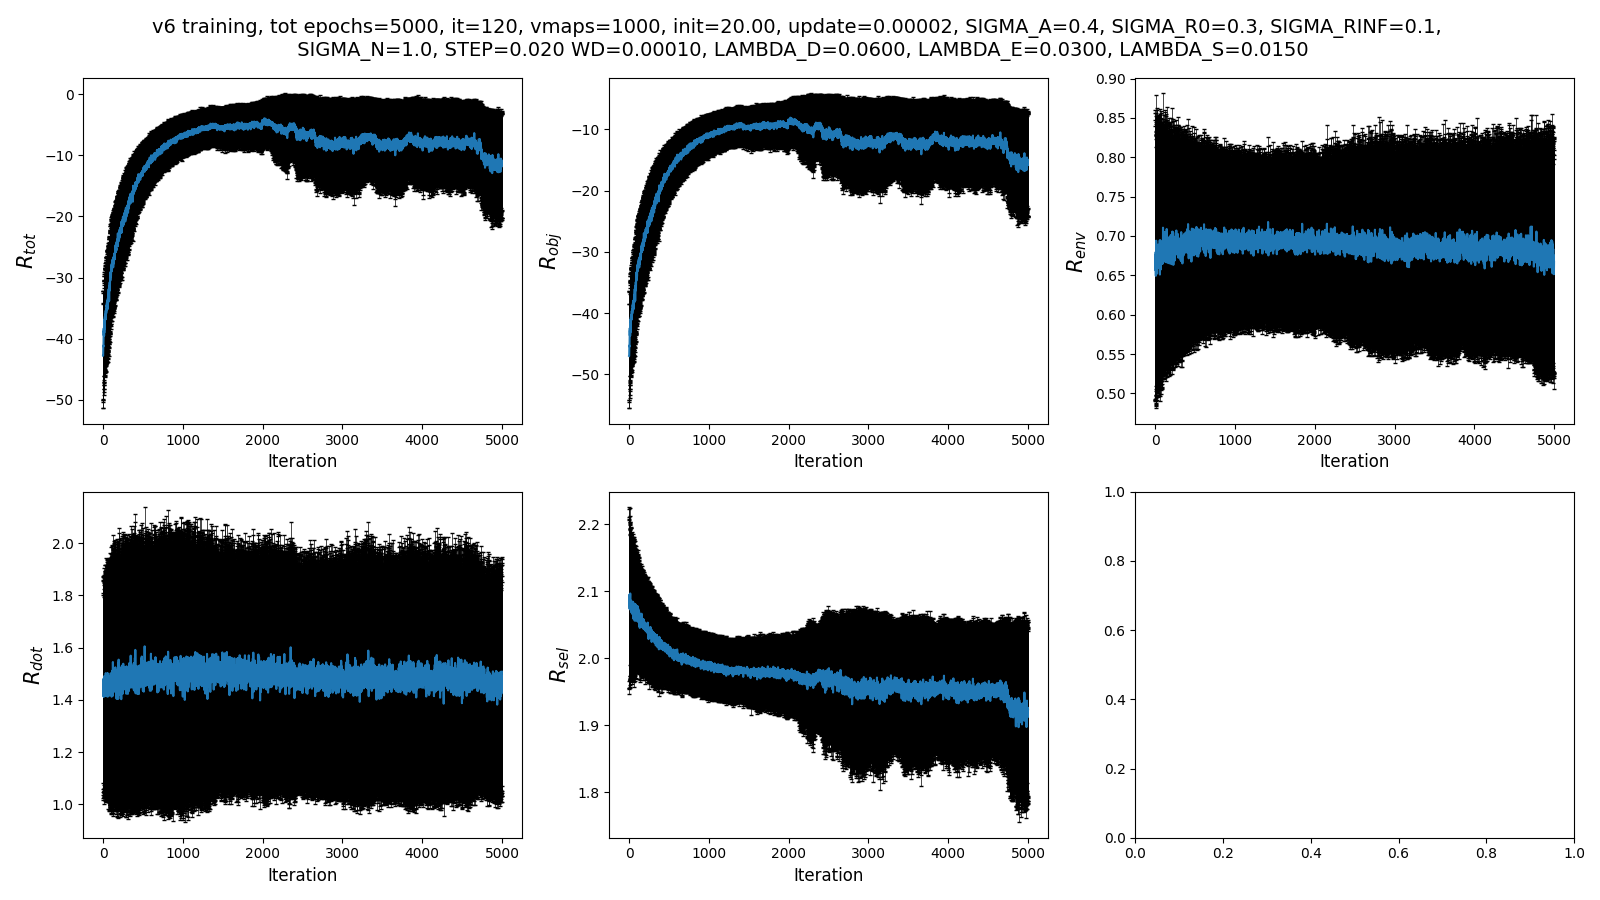 v6 training, tot epochs=5000, it=120, vmaps=1000, init=20.00, update=0.00002, SIGMA_A=0.4, SIGMA_R0=0.3, SIGMA_RINF=0.1,
SIGMA_N=1.0, STEP=0.020 WD=0.00010, LAMBDA_D=0.0600, LAMBDA_E=0.0300, LAMBDA_S=0.0150
R_tot
0
−10
−20
−30
−40
−50
0 1000 2000 3000 4000 5000
Iteration
R_obj
−10
−20
−30
−40
−50
0 1000 2000 3000 4000 5000
Iteration
R_env
0.90
0.85
0.80
0.75
0.70
0.65
0.60
0.55
0.50
0 1000 2000 3000 4000 5000
Iteration
R_dot
2.0
1.8
1.6
1.4
1.2
1.0
0 1000 2000 3000 4000 5000
Iteration
R_sel
2.2
2.1
2.0
1.9
1.8
0 1000 2000 3000 4000 5000
Iteration
1.0
0.8
0.6
0.4
0.2
0.0
0.0 0.2 0.4 0.6 0.8 1.0